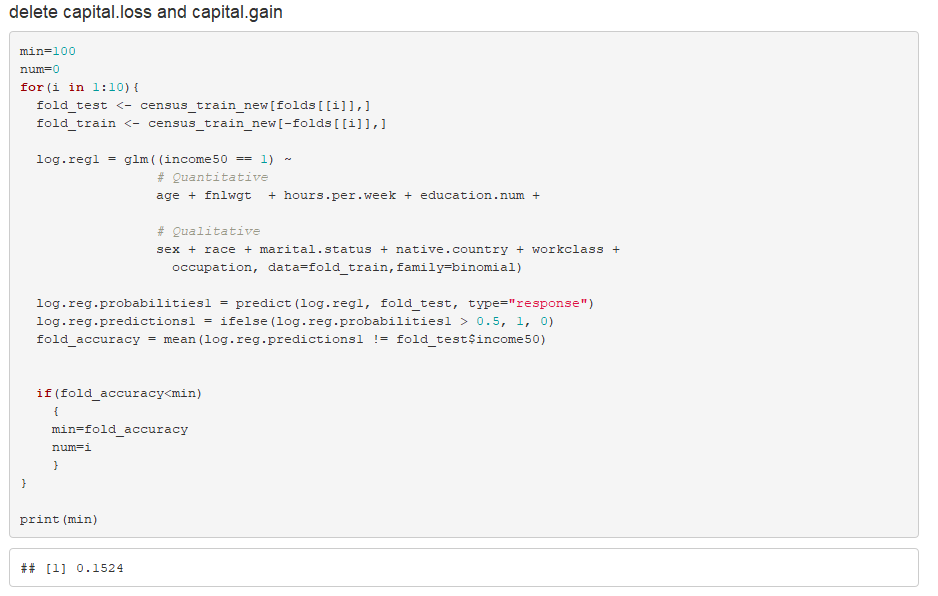 delete capital.loss and capital.gain
min=100
num=0
for(i in 1:10){
  fold_test <- census_train_new[folds[[i]],]
  fold_train <- census_train_new[-folds[[i]],]

  log.reg1 = glm((income50 == 1) ~
                 # Quantitative
                 age + fnlwgt  + hours.per.week + education.num +

                 # Qualitative
                 sex + race + marital.status + native.country + workclass +
                   occupation, data=fold_train,family=binomial)

  log.reg.probabilities1 = predict(log.reg1, fold_test, type="response")
  log.reg.predictions1 = ifelse(log.reg.probabilities1 > 0.5, 1, 0)
  fold_accuracy = mean(log.reg.predictions1 != fold_test$income50)


  if(fold_accuracy<min)
    {
    min=fold_accuracy
    num=i
    }
}

print(min)
## [1] 0.1524